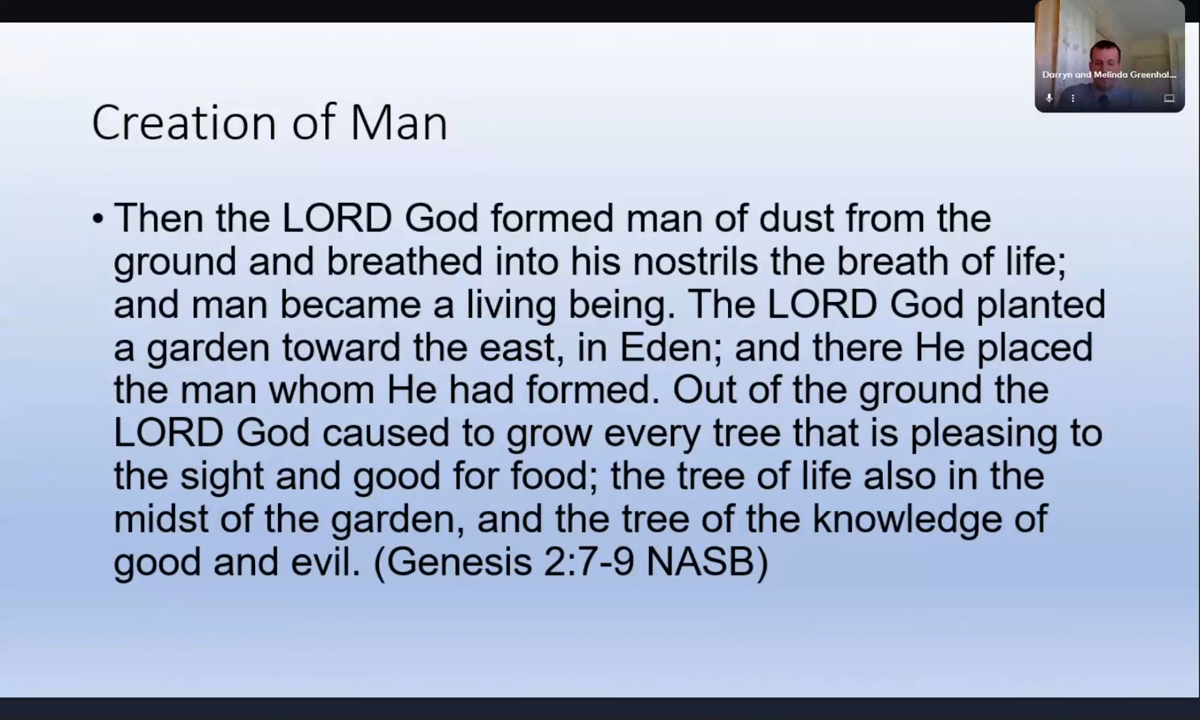 Darryn and Melinda Greenhal...
Creation of Man
• Then the LORD God formed man of dust from the
ground and breathed into his nostrils the breath of life;
and man became a living being. The LORD God planted
a garden toward the east, in Eden; and there He placed
the man whom He had formed. Out of the ground the
LORD God caused to grow every tree that is pleasing to
the sight and good for food; the tree of life also in the
midst of the garden, and the tree of the knowledge of
good and evil. (Genesis 2:7-9 NASB)